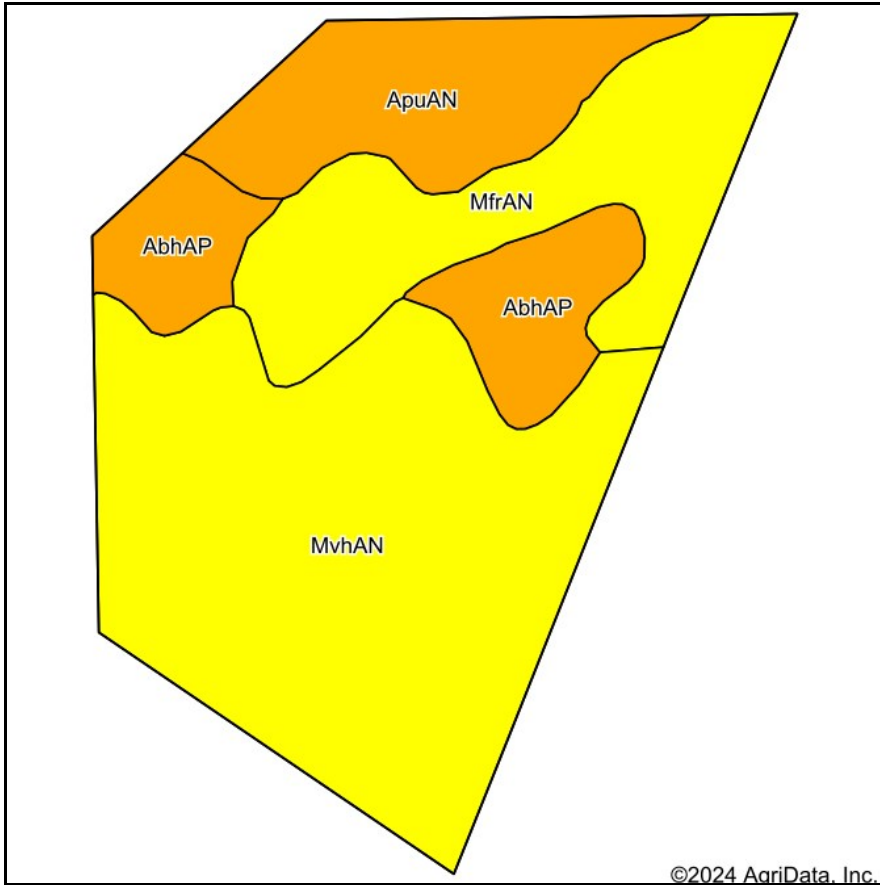 ApuAN
MfrAN
AbhAP
AbhAP
MvhAN
©2024 AgriData, Inc.